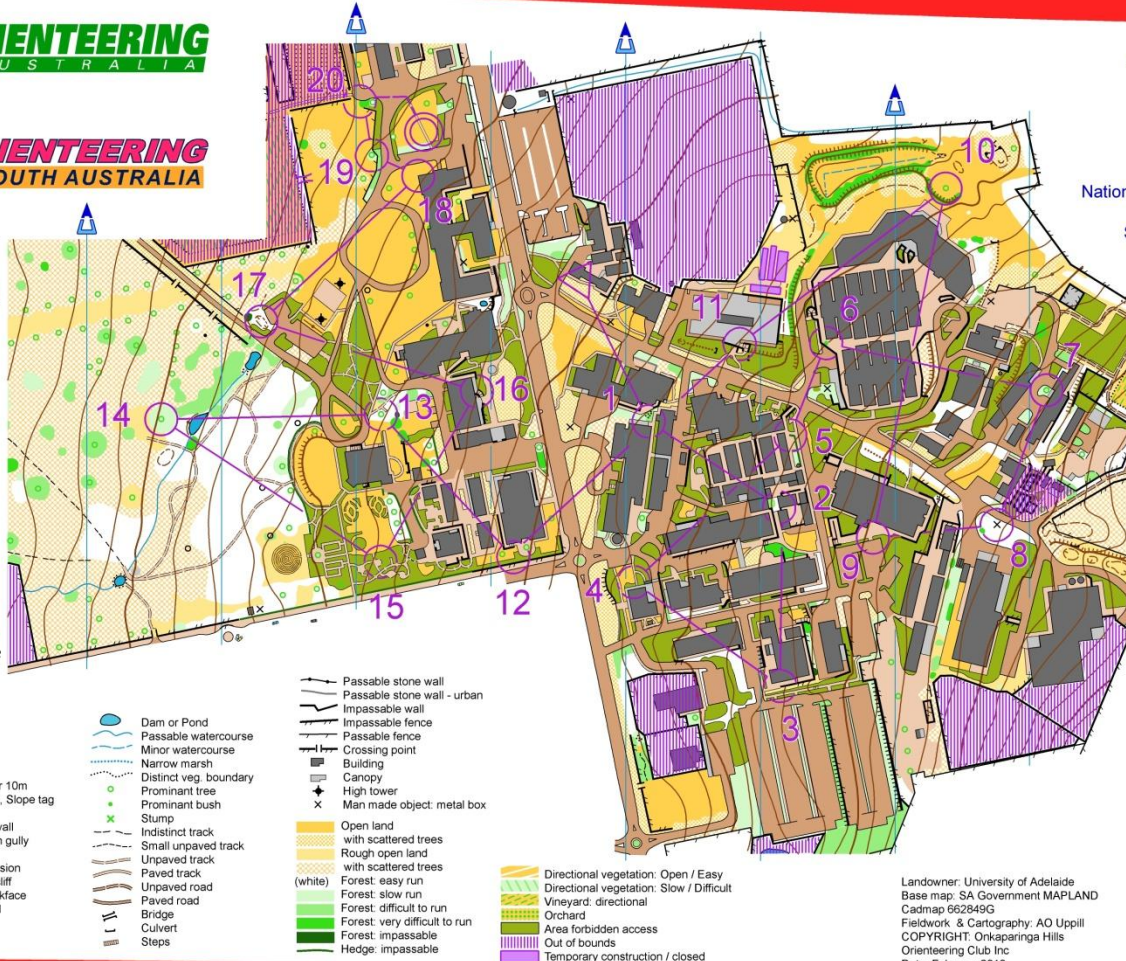 IENTEERING
USTRALIA
IENTEERING
OUTH AUSTRALIA
Nation
20
19
18
17
10
11
6
7
14
13
16
1
5
2
8
9
4
15
12
3
r 10m
, Slope tag
vall
n gully
sion
liff
kface
Dam or Pond
Passable watercourse
Minor watercourse
Narrow marsh
Distinct veg. boundary
Prominant tree
Prominant bush
Stump
Indistinct track
Small unpaved track
Unpaved track
Paved track
Unpaved road
Paved road
Bridge
Culvert
Steps
Passable stone wall
Passable stone wall - urban
Impassable wall
Impassable fence
Passable fence
Crossing point
Building
Canopy
High tower
Man made object: metal box
Open land
with scattered trees
Rough open land
with scattered trees
(white) Forest: easy run
Forest: slow run
Forest: difficult to run
Forest: very difficult to run
Forest: impassable
Hedge: impassable
Directional vegetation: Open / Easy
Directional vegetation: Slow / Difficult
Vineyard: directional
Orchard
Area forbidden access
Out of bounds
Temporary construction / closed
Landowner: University of Adelaide
Base map: SA Government MAPLAND
Cadmap 662849G
Fieldwork & Cartography: AO Uppill
COPYRIGHT: Onkaparinga Hills
Orienteering Club Inc